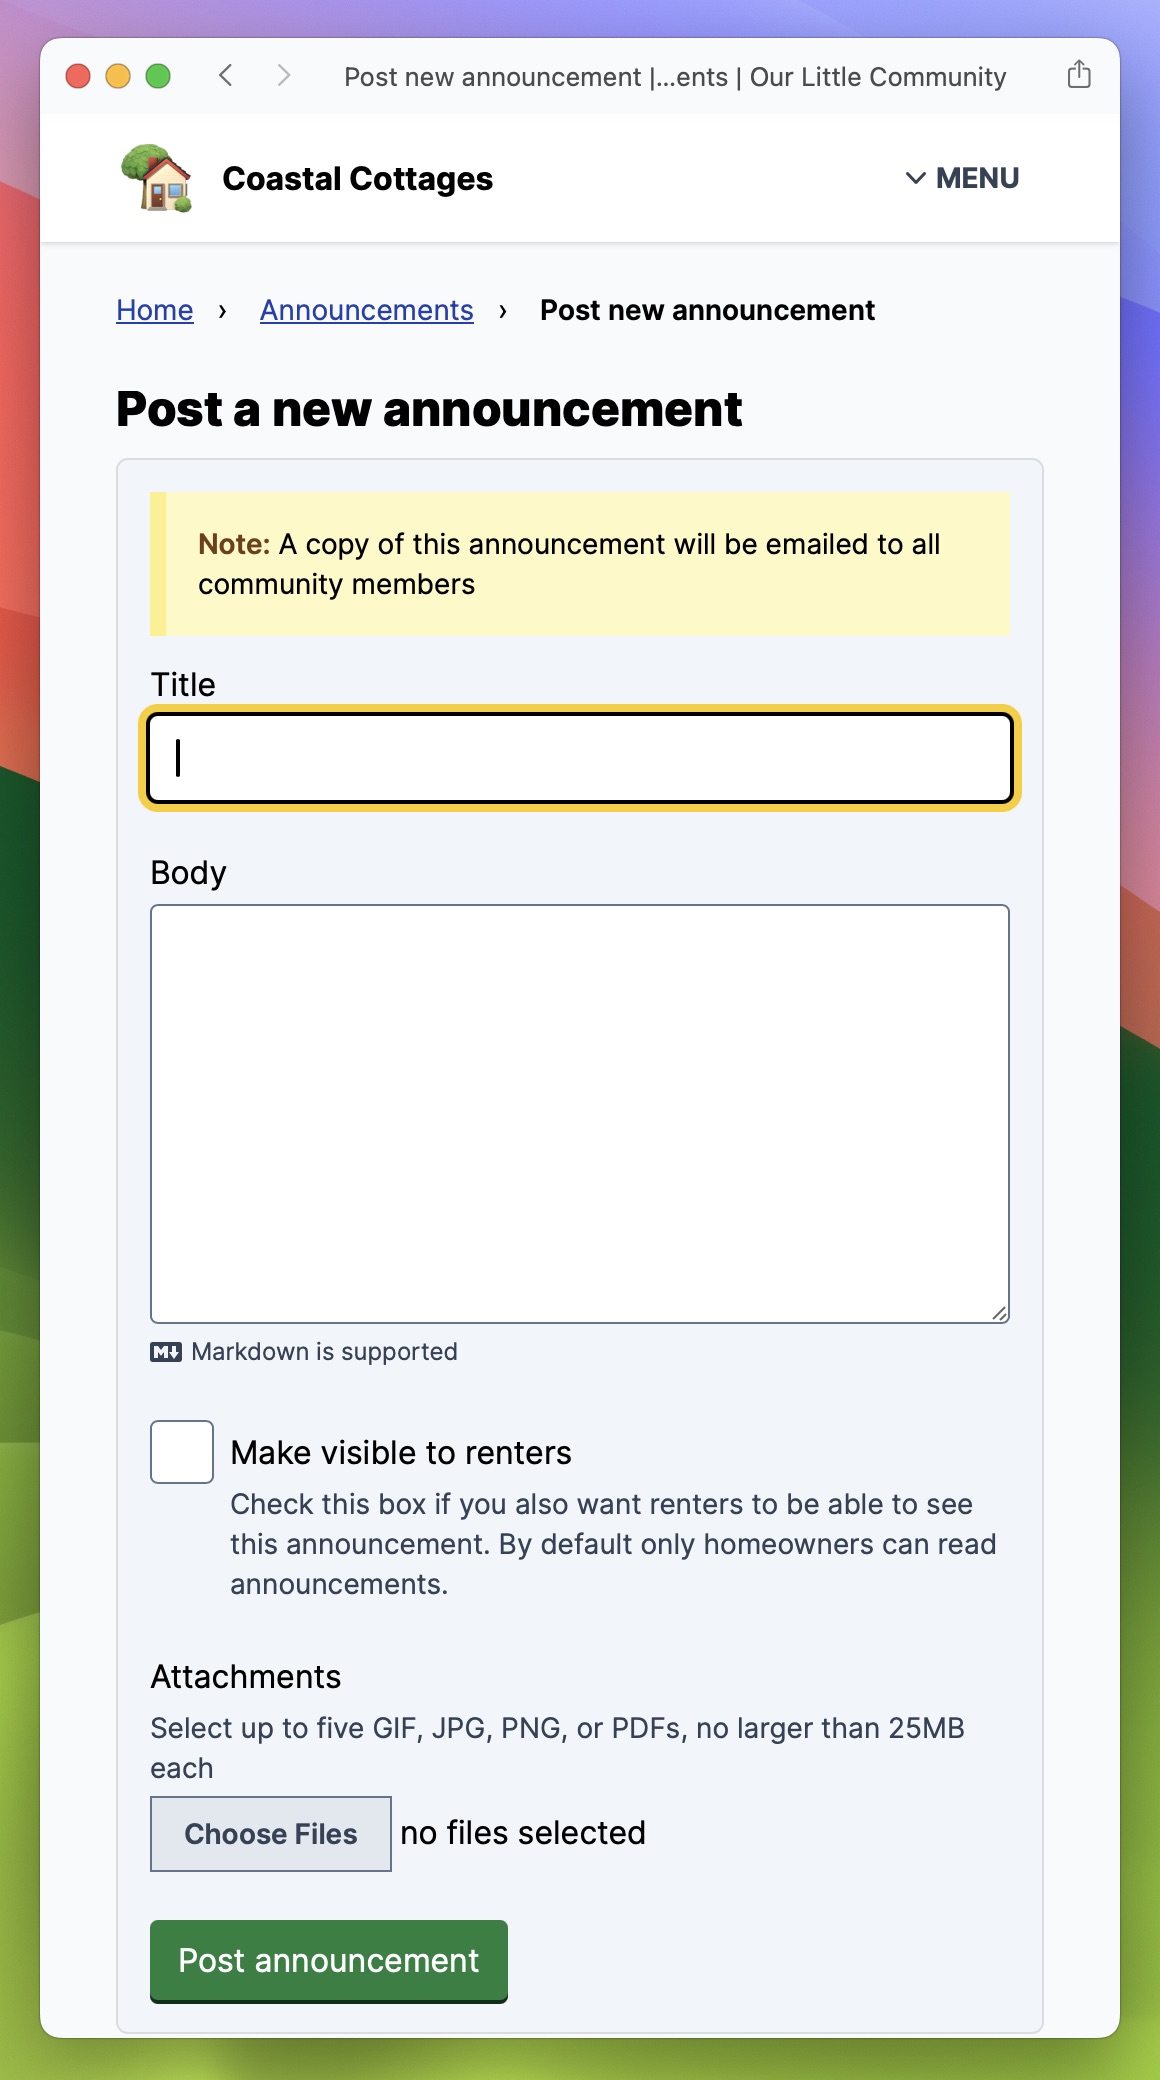 Post new announcement |...ents | Our Little Community
Coastal Cottages
MENU
Home › Announcements › Post new announcement
Post a new announcement
Note: A copy of this announcement will be emailed to all
community members
Title
Body
M↓ Markdown is supported
Make visible to renters
Check this box if you also want renters to be able to see
this announcement. By default only homeowners can read
announcements.
Attachments
Select up to five GIF, JPG, PNG, or PDFs, no larger than 25MB
each
Choose Files no files selected
Post announcement